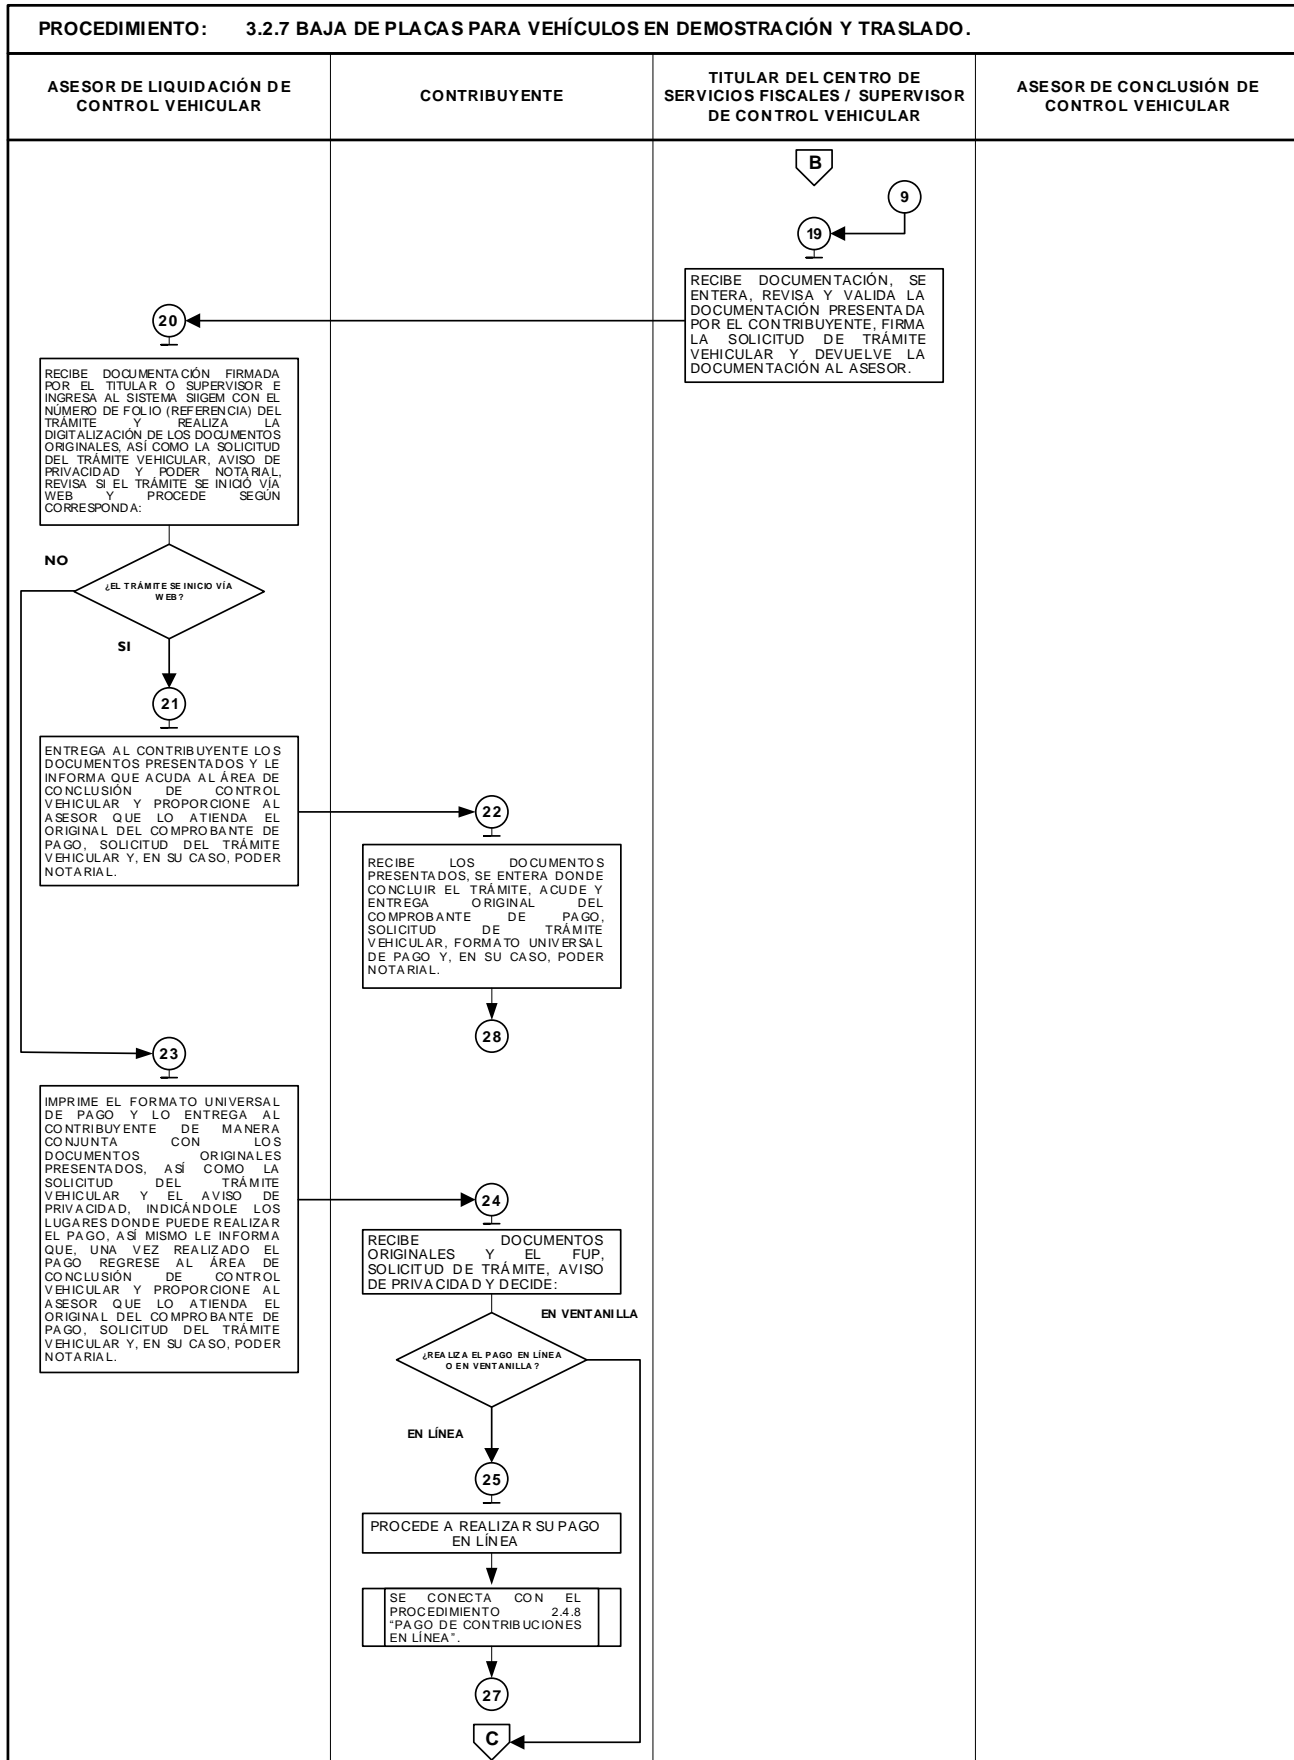 PROCEDIMIENTO: 3.2.7 BAJA DE PLACAS PARA VEHÍCULOS EN DEMOSTRACIÓN Y TRASLADO.
ASESOR DE LIQUIDACIÓN DE
CONTROL VEHICULAR
CONTRIBUYENTE
TITULAR DEL CENTRO DE
SERVICIOS FISCALES / SUPERVISOR
DE CONTROL VEHICULAR
ASESOR DE CONCLUSIÓN DE
CONTROL VEHICULAR
B
9
19
RECIBE DOCUMENTACIÓN, SE
ENTERA, REVISA Y VALIDA LA
DOCUMENTACIÓN PRESENTADA
POR EL CONTRIBUYENTE, FIRMA
LA SOLICITUD DE TRÁMITE
VEHICULAR Y DEVUELVE LA
DOCUMENTACIÓN AL ASESOR.
20
RECIBE DOCUMENTACIÓN FIRMADA
POR EL TITULAR O SUPERVISOR E
INGRESA AL SISTEMA SIIGEM CON EL
NÚMERO DE FOLIO (REFERENCIA) DEL
TRÁMITE Y REALIZA LA
DIGITALIZACIÓN DE LOS DOCUMENTOS
ORIGINALES, ASÍ COMO LA SOLICITUD
DEL TRÁMITE VEHICULAR, AVISO DE
PRIVACIDAD Y PODER NOTARIAL,
REVISA SI EL TRÁMITE SE INICIÓ VÍA
WEB Y PROCEDE SEGÚN
CORRESPONDA:
NO
¿EL TRÁMITE SE INICIO VÍA
WEB?
SI
21
ENTREGA AL CONTRIBUYENTE LOS
DOCUMENTOS PRESENTADOS Y LE
INFORMA QUE ACUDA AL ÁREA DE
CONCLUSIÓN DE CONTROL
VEHICULAR Y PROPORCIONE AL
ASESOR QUE LO ATIENDA EL
ORIGINAL DEL COMPROBANTE DE
PAGO, SOLICITUD DEL TRÁMITE
VEHICULAR Y, EN SU CASO, PODER
NOTARIAL.
22
RECIBE LOS DOCUMENTOS
PRESENTADOS, SE ENTERA DONDE
CONCLUIR EL TRÁMITE, ACUDE Y
ENTREGA ORIGINAL DEL
COMPROBANTE DE PAGO,
SOLICITUD DE TRÁMITE
VEHICULAR, FORMATO UNIVERSAL
DE PAGO Y, EN SU CASO, PODER
NOTARIAL.
28
23
IMPRIME EL FORMATO UNIVERSAL
DE PAGO Y LO ENTREGA AL
CONTRIBUYENTE DE MANERA
CONJUNTA CON LOS
DOCUMENTOS ORIGINALES
PRESENTADOS, ASÍ COMO LA
SOLICITUD DEL TRÁMITE
VEHICULAR Y EL AVISO DE
PRIVACIDAD, INDICÁNDOLE LOS
LUGARES DONDE PUEDE REALIZAR
EL PAGO, ASÍ MISMO LE INFORMA
QUE, UNA VEZ REALIZADO EL
PAGO REGRESE AL ÁREA DE
CONCLUSIÓN DE CONTROL
VEHICULAR Y PROPORCIONE AL
ASESOR QUE LO ATIENDA EL
ORIGINAL DEL COMPROBANTE DE
PAGO, SOLICITUD DEL TRÁMITE
VEHICULAR Y, EN SU CASO, PODER
NOTARIAL.
24
RECIBE DOCUMENTOS
ORIGINALES Y EL FUP,
SOLICITUD DE TRÁMITE, AVISO
DE PRIVACIDAD Y DECIDE:
EN VENTANILLA
¿REALIZA EL PAGO EN LÍNEA
O EN VENTANILLA?
EN LÍNEA
25
PROCEDE A REALIZAR SU PAGO
EN LÍNEA
SE CONECTA CON EL
PROCEDIMIENTO 2.4.8
"PAGO DE CONTRIBUCIONES
EN LÍNEA".
27
C